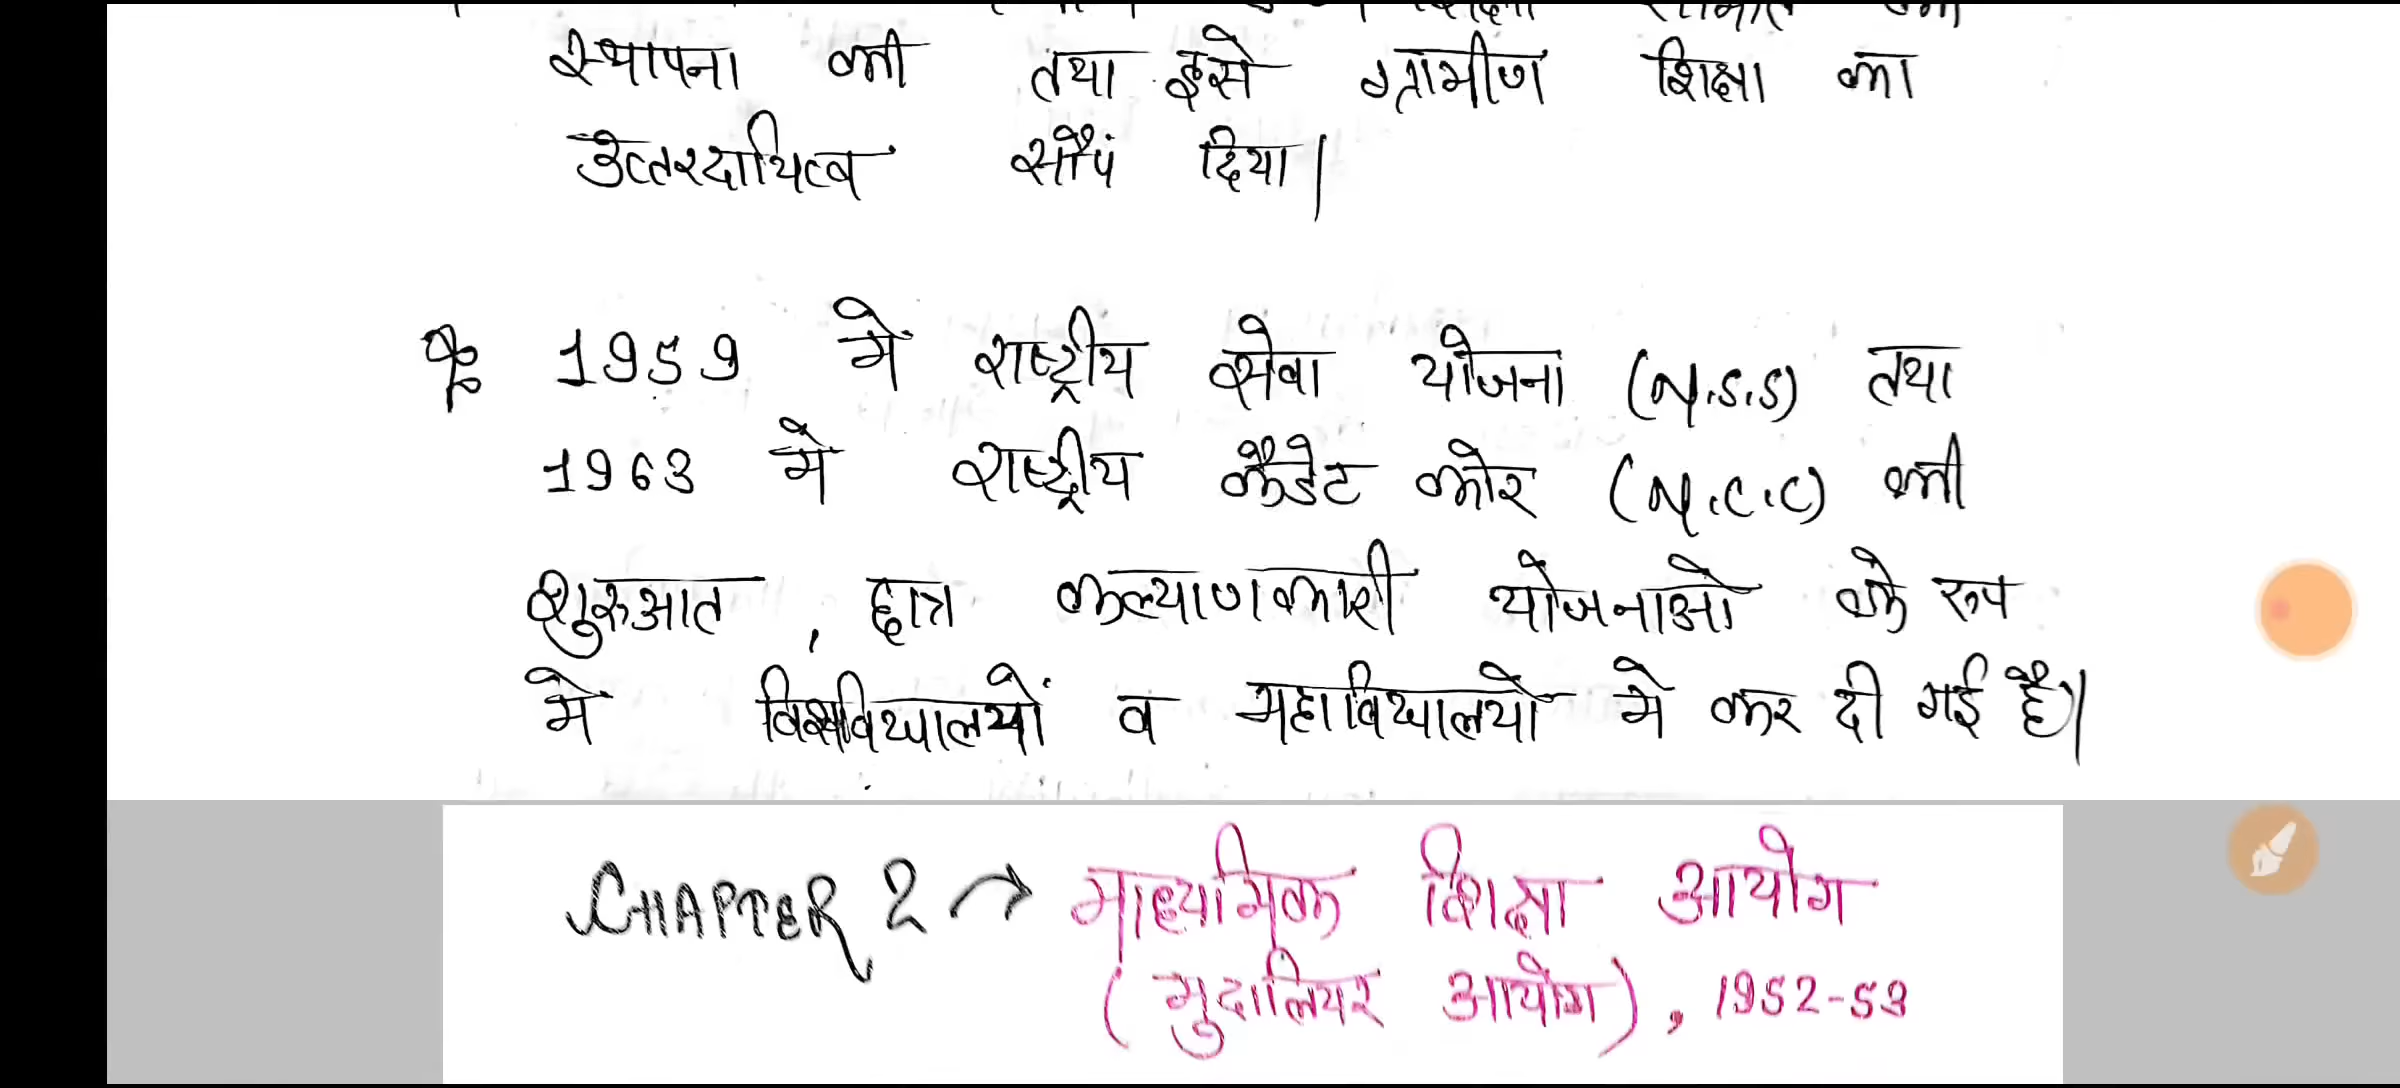 स्थापना की तथा इसे ग्रामीण शिक्षा का
उत्तरदायित्व सौपं दिया।
* 1959 में राष्ट्रीय सेवा योजना (N.S.S) तथा
1963 मे राष्ट्रीय कैडेट कोर (N.C.C) की
शुरुआत, छात्र कल्याणकारी योजनाओ के रुप
मे विश्वविद्यालयों व महाविद्यालयो मे कर दी गई है।
CHAPTER 2 → माध्यमिक शिक्षा आयोग
(मुदालियर आयोग), 1952-53